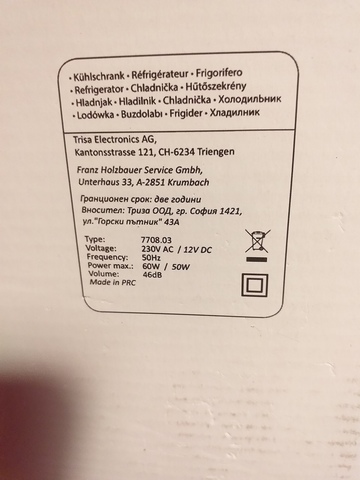 • Kühlschrank • Réfrigérateur • Frigorifero
• Refrigerator • Chladnička • Hűtőszekrény
• Hladnjak • Hladilnik • Chladnička • Холодильник
• Lodówka • Buzdolabı • Frigider • Хладилник
Trisa Electronics AG,
Kantonsstrasse 121, CH-6234 Triengen
Franz Holzbauer Service Gmbh,
Unterhaus 33, A-2851 Krumbach
Гранционен срок: две години
Вносител: Триза ООД, гр. София 1421,
ул."Горски пътник" 43А
Type: 7708.03
Voltage: 230V AC / 12V DC
Frequency: 50Hz
Power max.: 60W / 50W
Volume: 46dB
Made in PRC